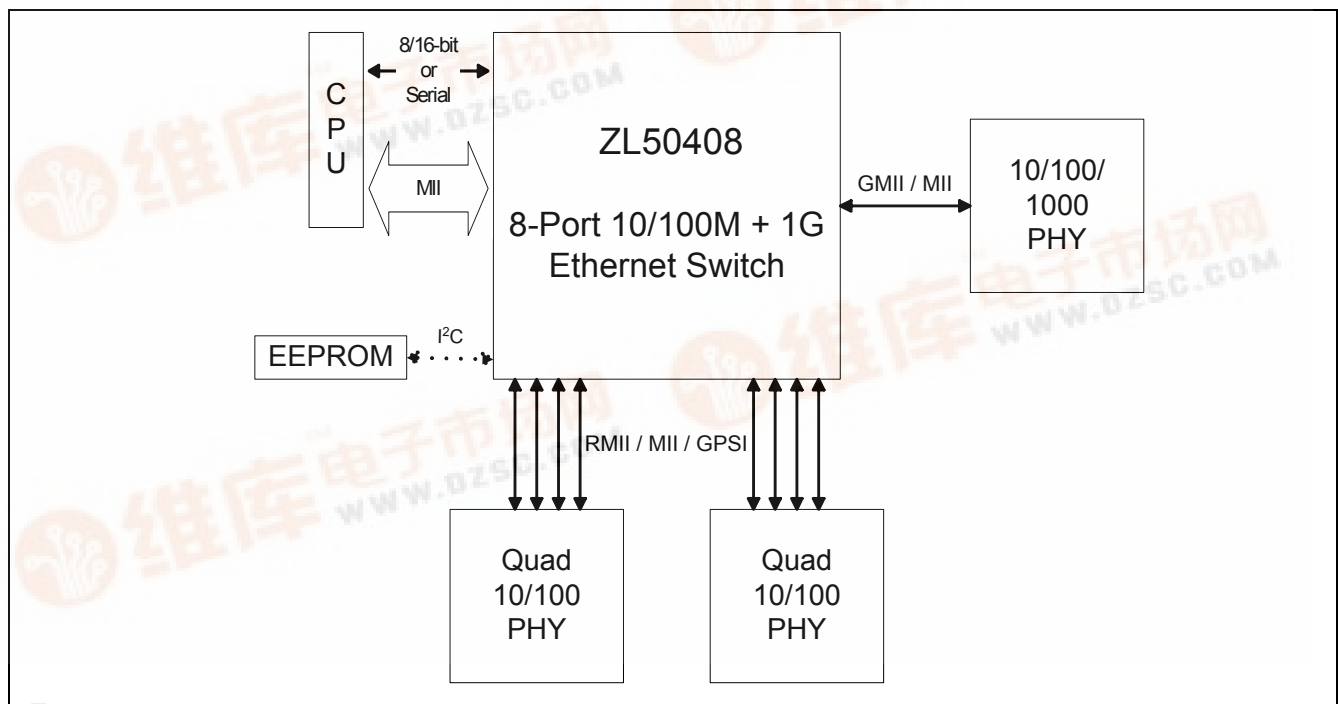 8/16-bit
or
Serial
C
P
U
MII
ZL50408
8-Port 10/100M + 1G
Ethernet Switch
GMII / MII
10/100/
1000
PHY
EEPROM
I²C
RMII / MII / GPSI
Quad
10/100
PHY
Quad
10/100
PHY
维库电子市场网
WWW.DZSC.COM
维库电子市场网
WWW.DZSC.COM
维库电子市场网
WWW.DZSC.COM